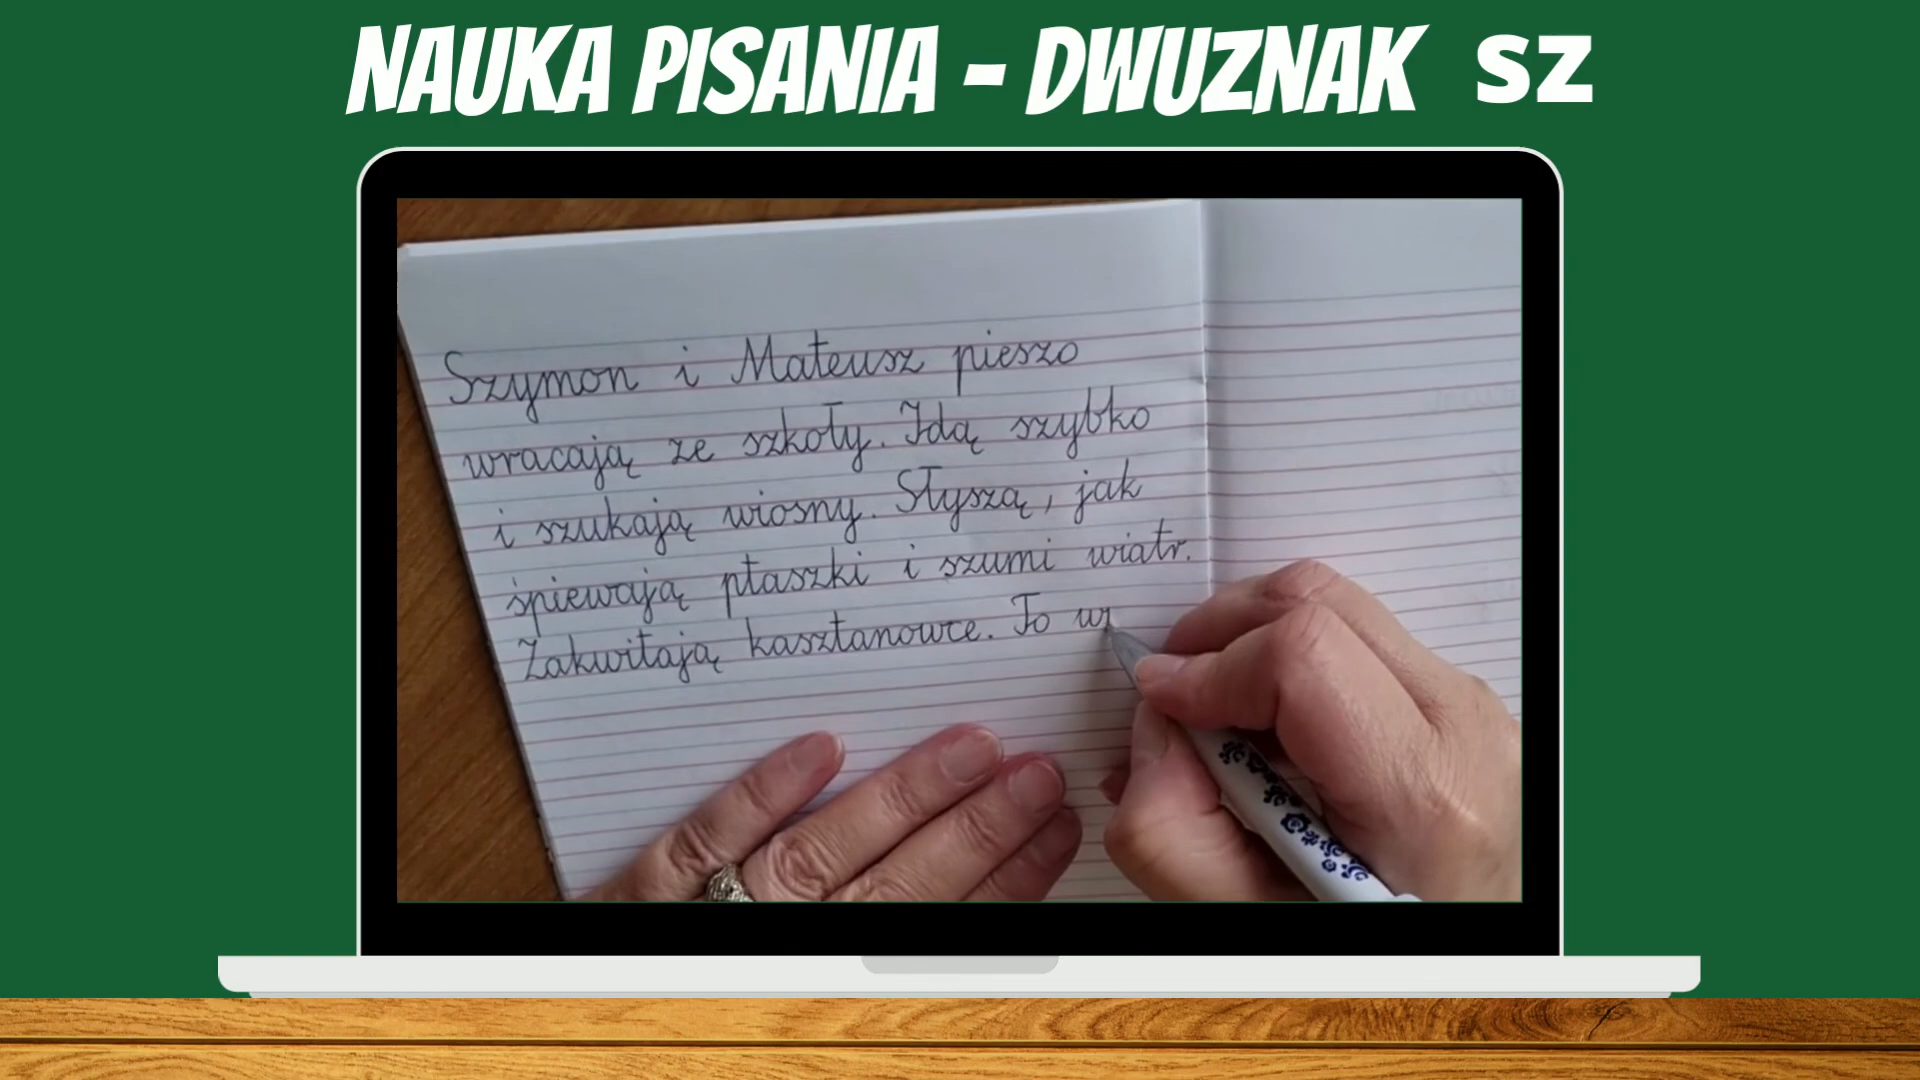 NAUKA PISANIA - DWUZNAK sz
Szymon i Mateusz pieszo
wracają ze szkoły. Idą szybko
i szukają wiosny. Słyszą, jak
śpiewają ptaszki i szumi wiatr.
Zakwitają kasztanowce. To wi